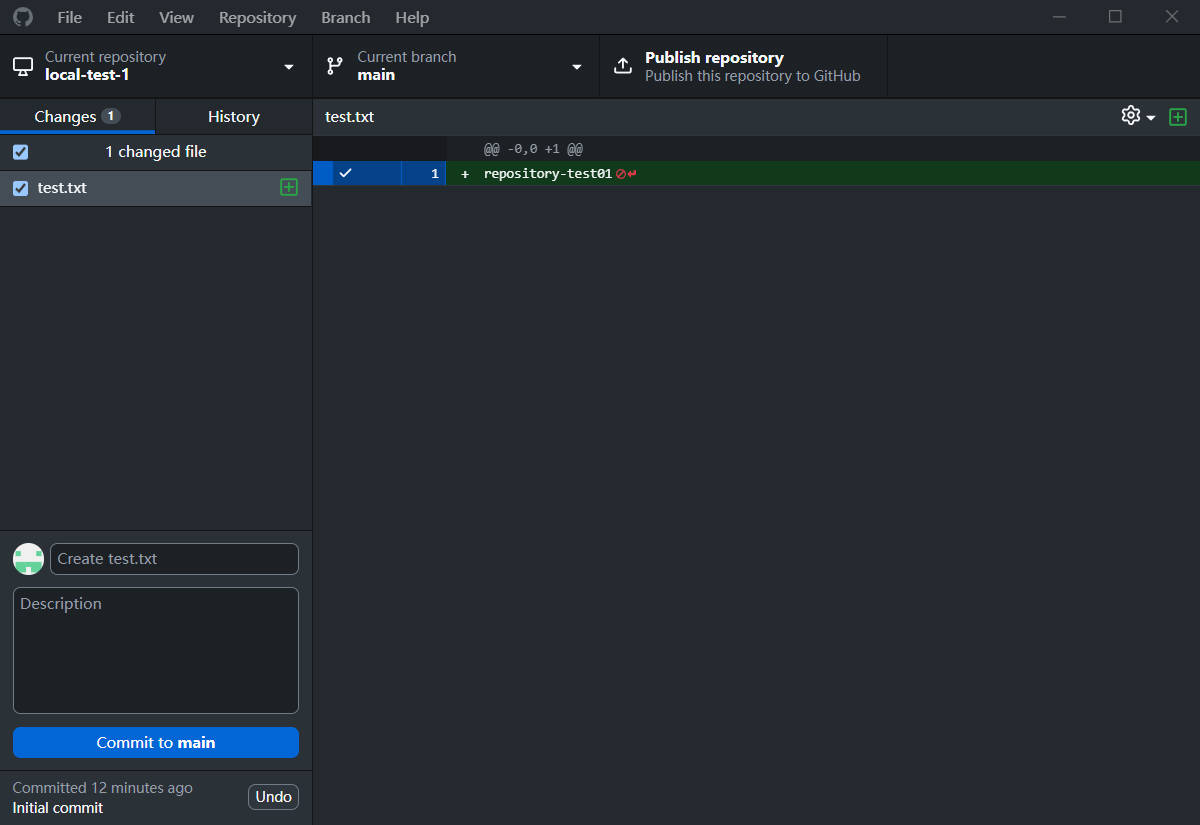 File Edit View Repository Branch Help
Current repository
local-test-1
Current branch
main
Publish repository
Publish this repository to GitHub
Changes 1
History
test.txt
1 changed file
test.txt
@@ -0,0 +1 @@
1 + repository-test01
Create test.txt
Description
Commit to main
Committed 12 minutes ago
Initial commit
Undo